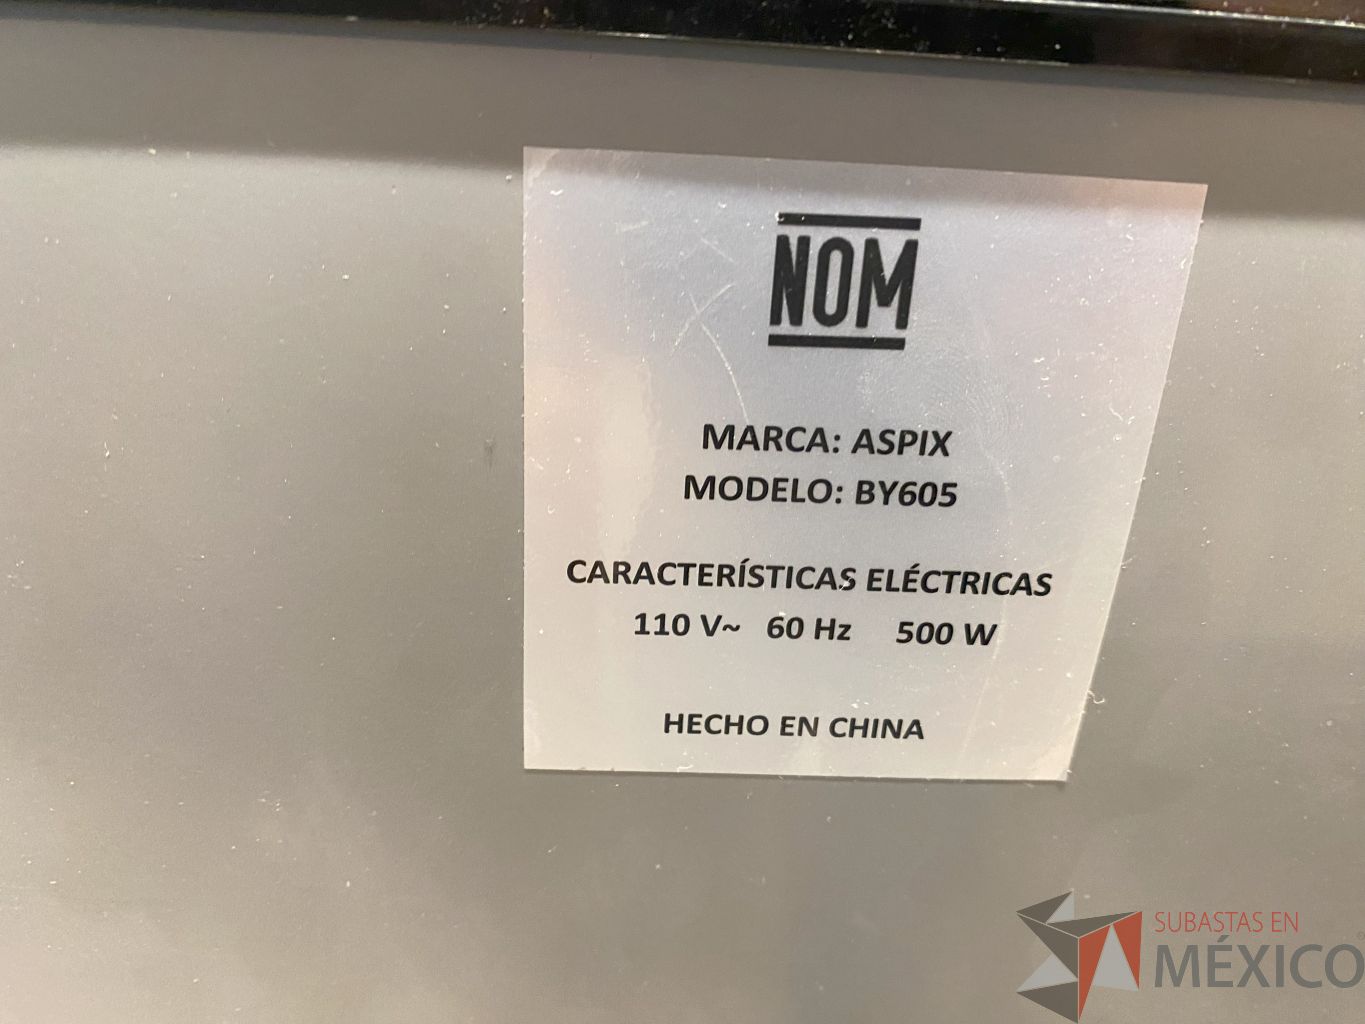 NOM
MARCA: ASPIX
MODELO: BY605
CARACTERÍSTICAS ELÉCTRICAS
110 V~ 60 Hz 500 W
HECHO EN CHINA
SUBASTAS EN
MÉXICO